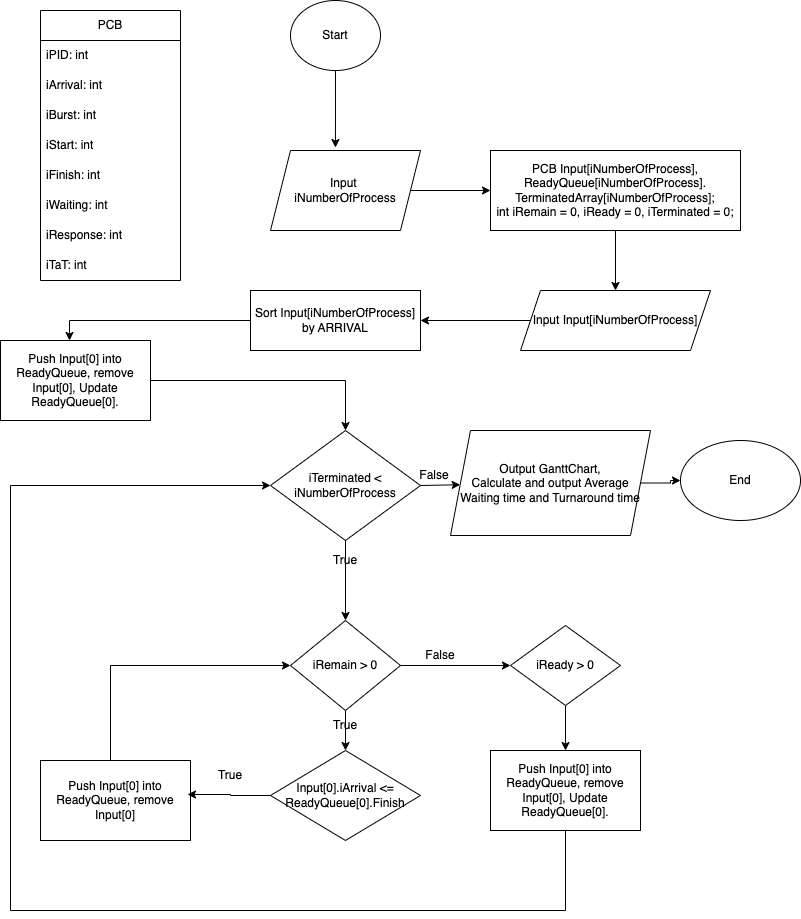 PCB
iPID: int
iArrival: int
iBurst: int
iStart: int
iFinish: int
iWaiting: int
iResponse: int
iTaT: int
Start
Input
iNumberOfProcess
PCB Input[iNumberOfProcess],
ReadyQueue[iNumberOfProcess].
TerminatedArray[iNumberOfProcess];
int iRemain = 0, iReady = 0, iTerminated = 0;
Input Input[iNumberOfProcess]
Sort Input[iNumberOfProcess]
by ARRIVAL
Push Input[0] into
ReadyQueue, remove
Input[0], Update
ReadyQueue[0].
iTerminated <
iNumberOfProcess
False
Output GanttChart,
Calculate and output Average
Waiting time and Turnaround time
End
True
iRemain > 0
False
iReady > 0
True
Input[0].iArrival <=
ReadyQueue[0].Finish
True
Push Input[0] into
ReadyQueue, remove
Input[0]
Push Input[0] into
ReadyQueue, remove
Input[0], Update
ReadyQueue[0].